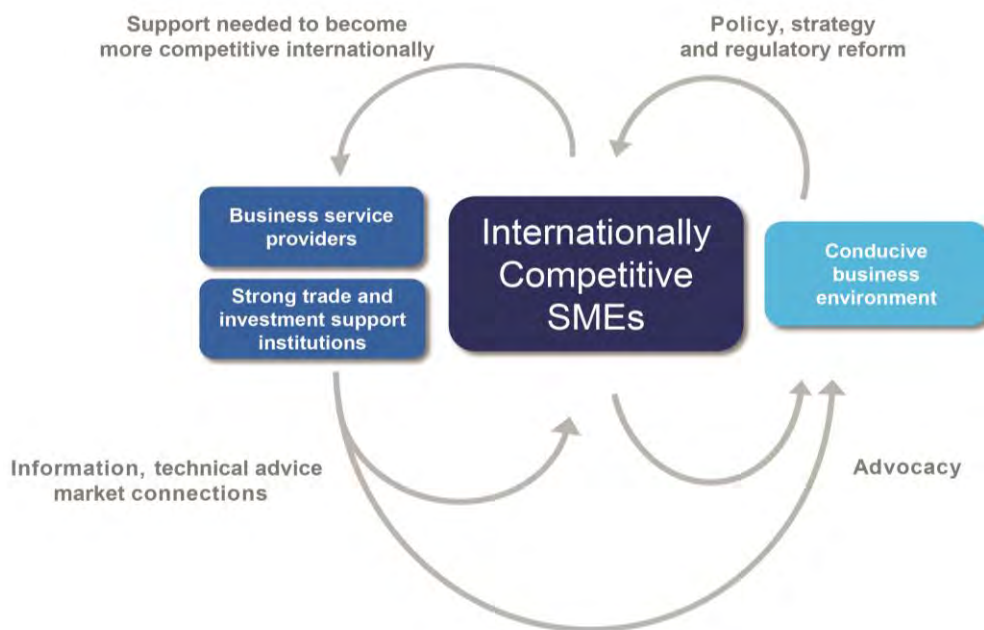 Support needed to become
more competitive internationally
Policy, strategy
and regulatory reform
Business service
providers
Strong trade and
investment support
institutions
Internationally
Competitive
SMEs
Conducive
business
environment
Information, technical advice
market connections
Advocacy